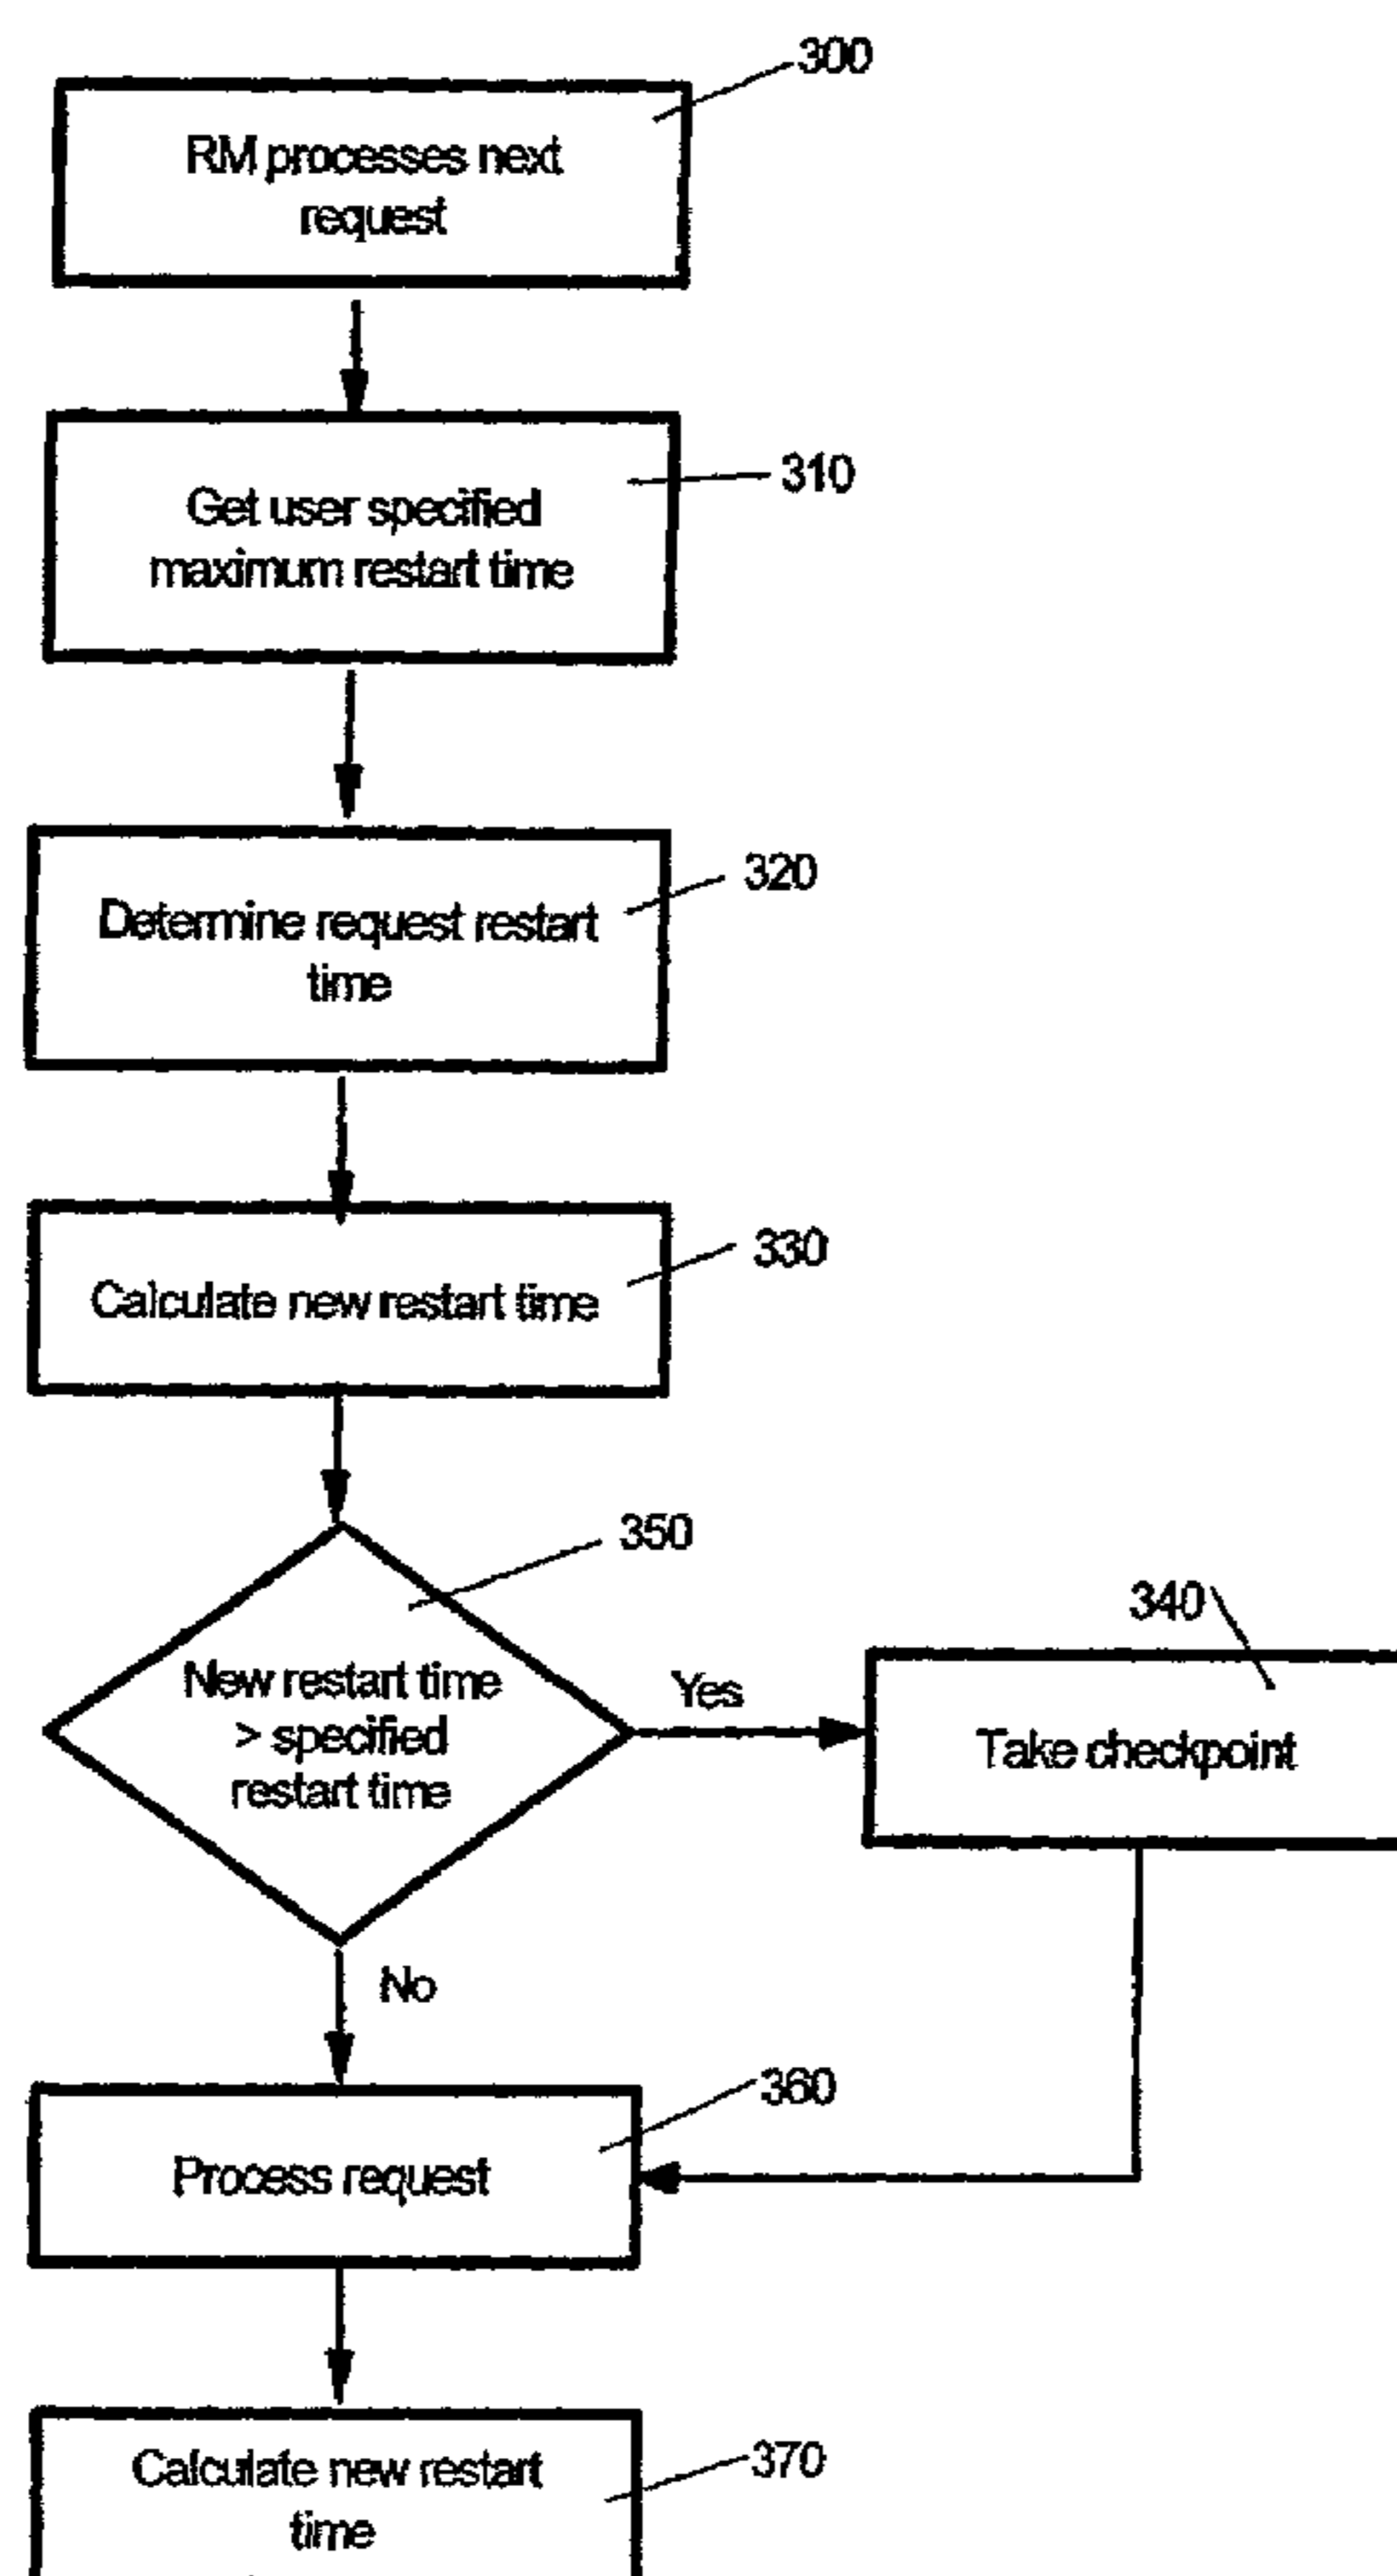 300
RM processes next
request
310
Get user specified
maximum restart time
320
Determine request restart
time
330
Calculate new restart time
350
New restart time
> specified
restart time
Yes
340
Take checkpoint
No
360
Process request
370
Calculate new restart
time